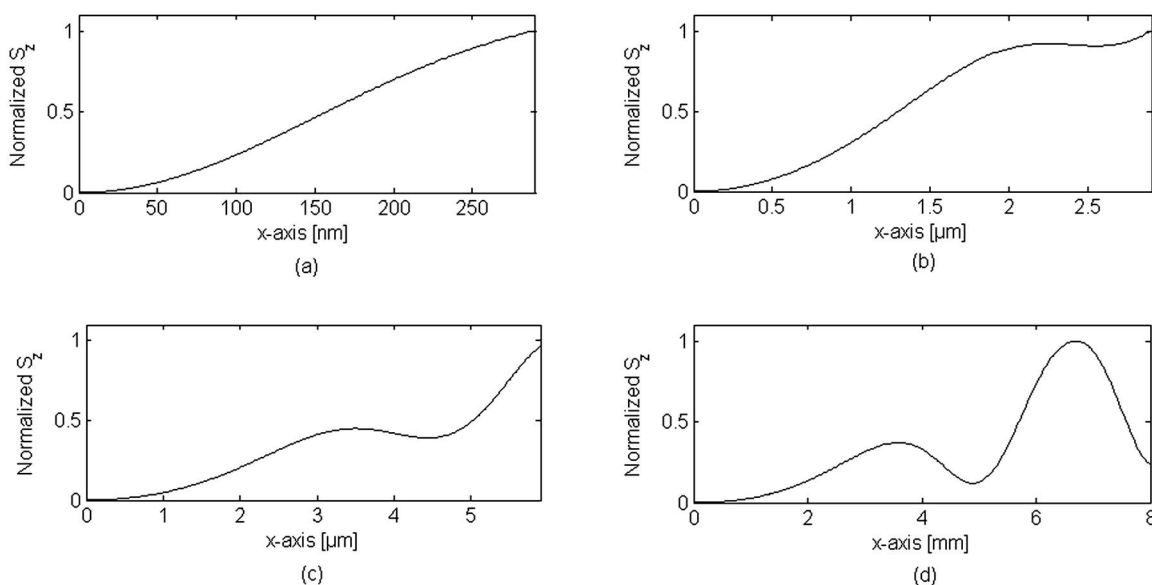 Normalized S_z
1
0.5
0
0 50 100 150 200 250
x-axis [nm]
(a)
Normalized S_z
1
0.5
0
0 0.5 1 1.5 2 2.5
x-axis [µm]
(b)
Normalized S_z
1
0.5
0
0 1 2 3 4 5
x-axis [µm]
(c)
Normalized S_z
1
0.5
0
0 2 4 6 8
x-axis [mm]
(d)